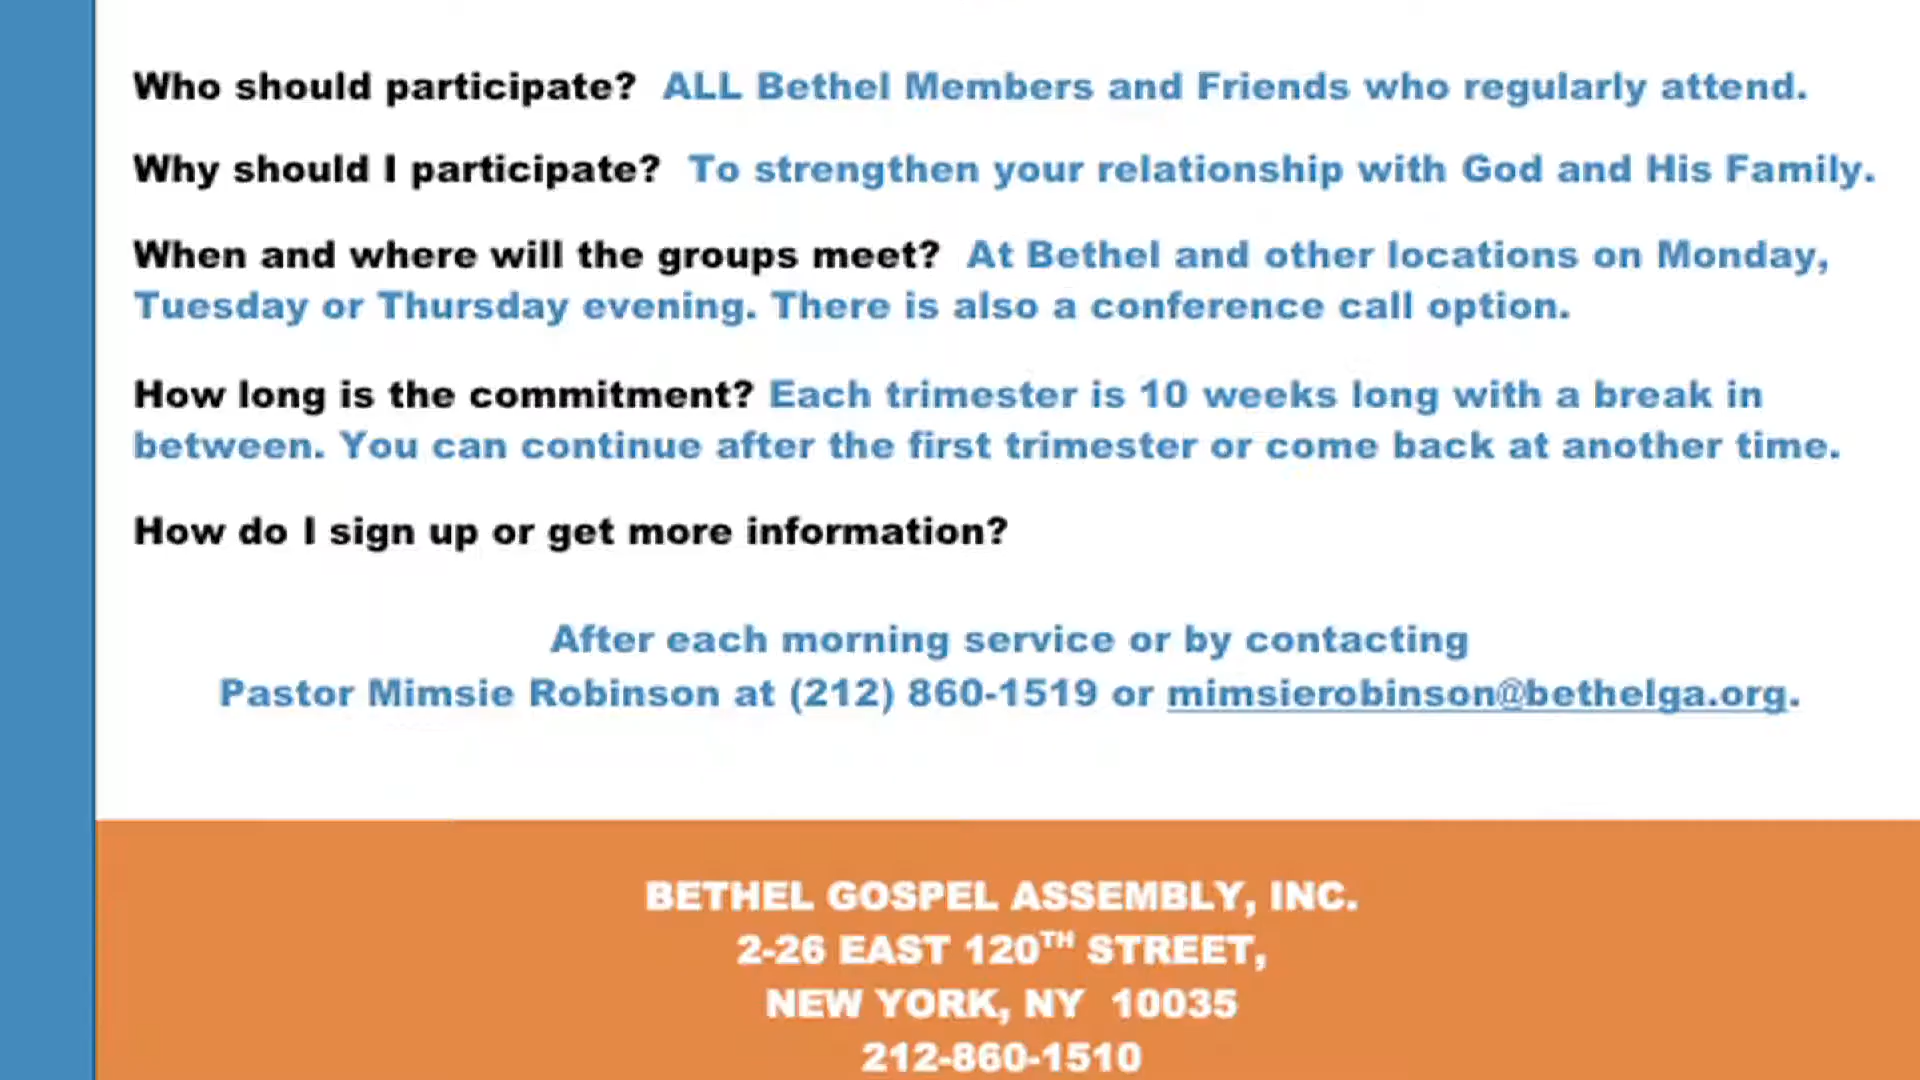 Who should participate? ALL Bethel Members and Friends who regularly attend.
Why should I participate? To strengthen your relationship with God and His Family.
When and where will the groups meet? At Bethel and other locations on Monday,
Tuesday or Thursday evening. There is also a conference call option.
How long is the commitment? Each trimester is 10 weeks long with a break in
between. You can continue after the first trimester or come back at another time.
How do I sign up or get more information?
After each morning service or by contacting
Pastor Mimsie Robinson at (212) 860-1519 or mimsierobinson@bethelga.org.
BETHEL GOSPEL ASSEMBLY, INC.
2-26 EAST 120TH STREET,
NEW YORK, NY 10035
212-860-1510